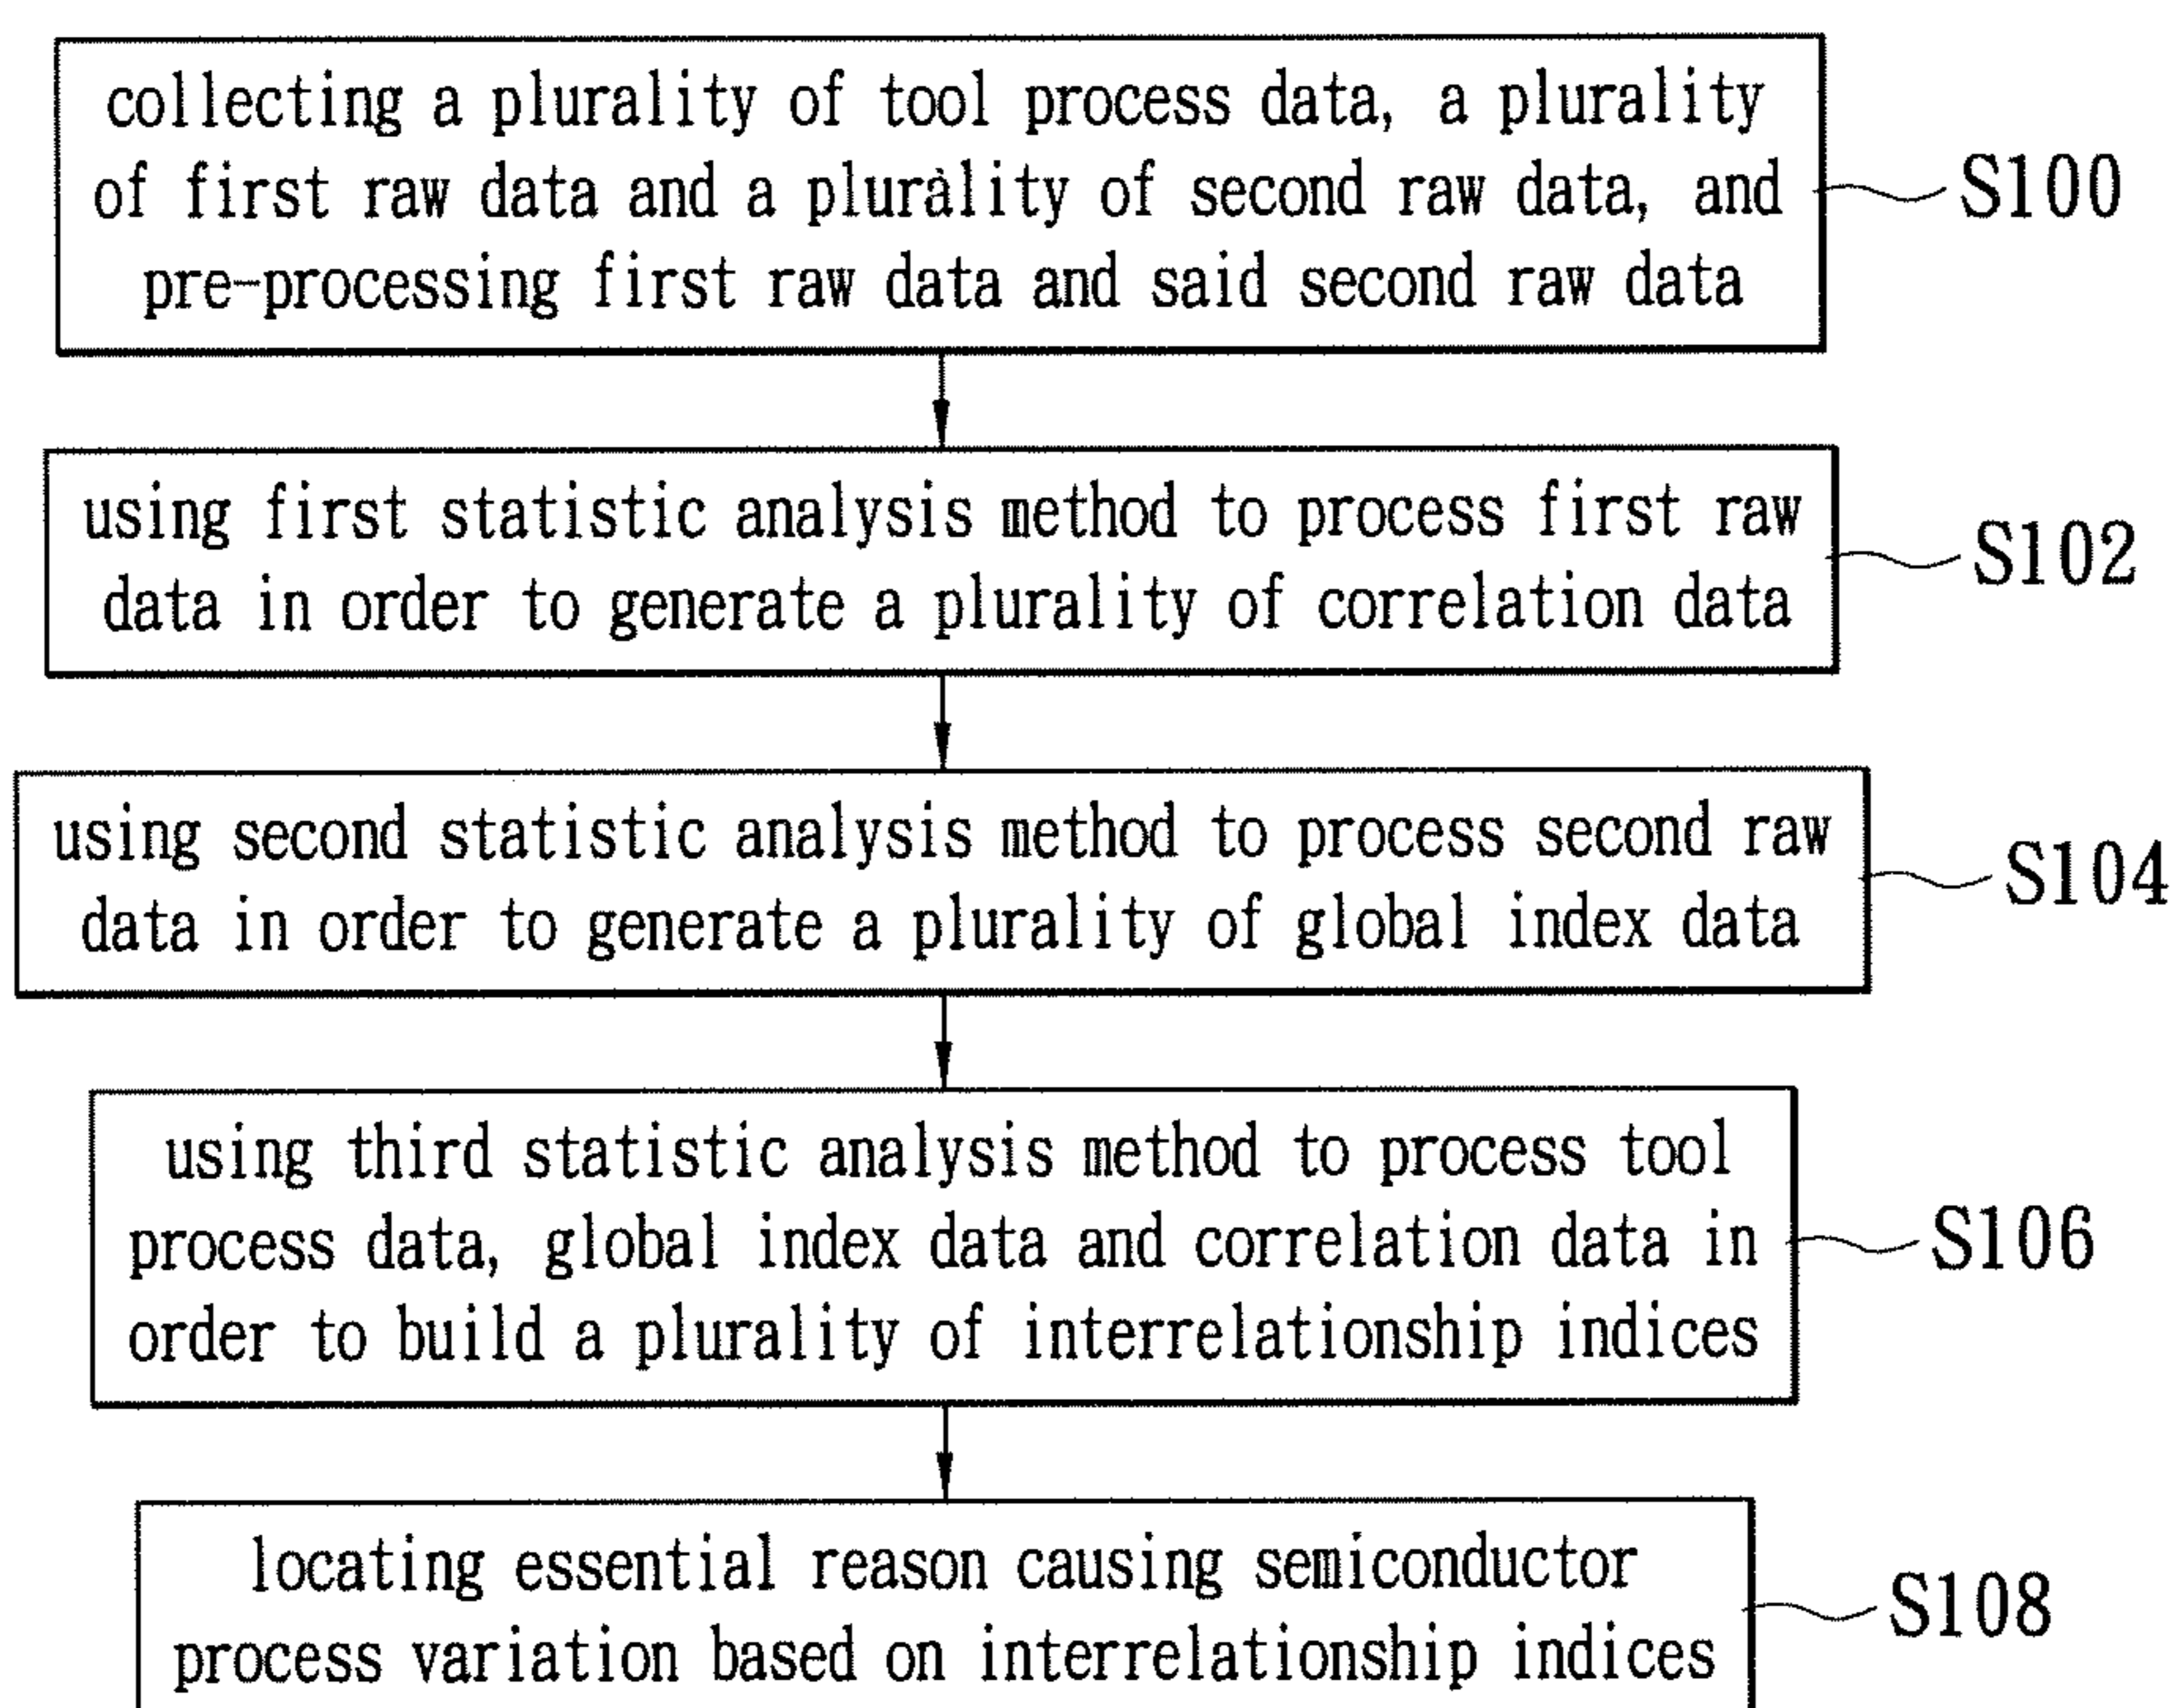 collecting a plurality of tool process data, a plurality
of first raw data and a plurality of second raw data, and
pre-processing first raw data and said second raw data
S100
using first statistic analysis method to process first raw
data in order to generate a plurality of correlation data
S102
using second statistic analysis method to process second raw
data in order to generate a plurality of global index data
S104
using third statistic analysis method to process tool
process data, global index data and correlation data in
order to build a plurality of interrelationship indices
S106
locating essential reason causing semiconductor
process variation based on interrelationship indices
S108